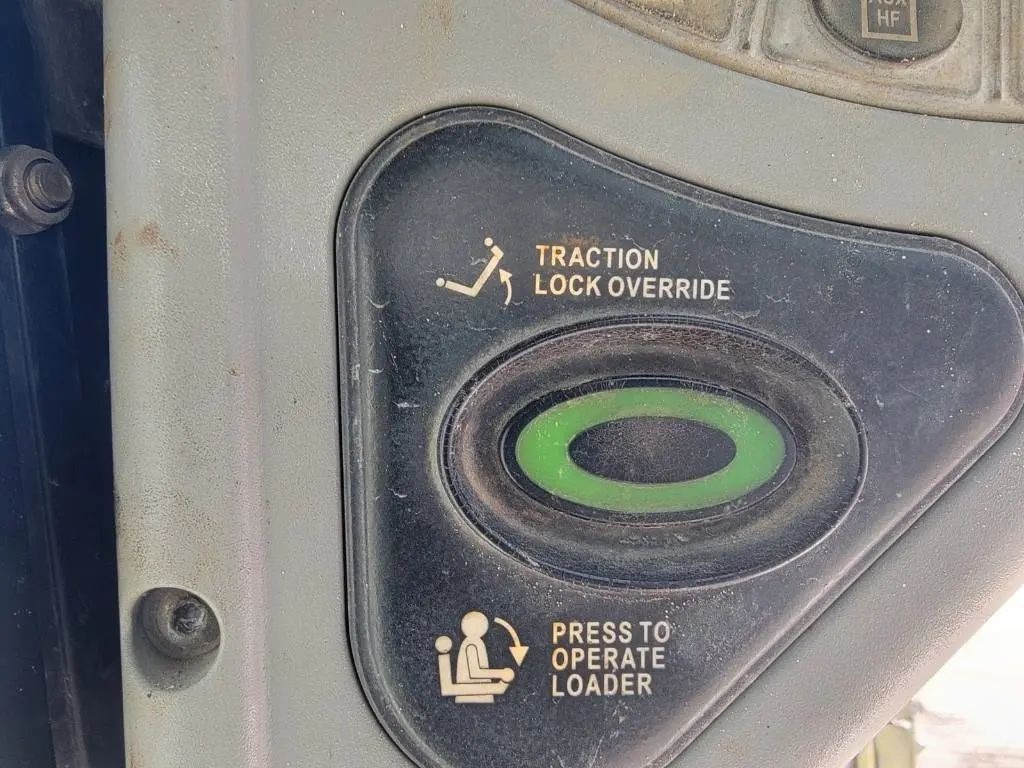 HF
TRACTION
LOCK OVERRIDE
PRESS TO
OPERATE
LOADER